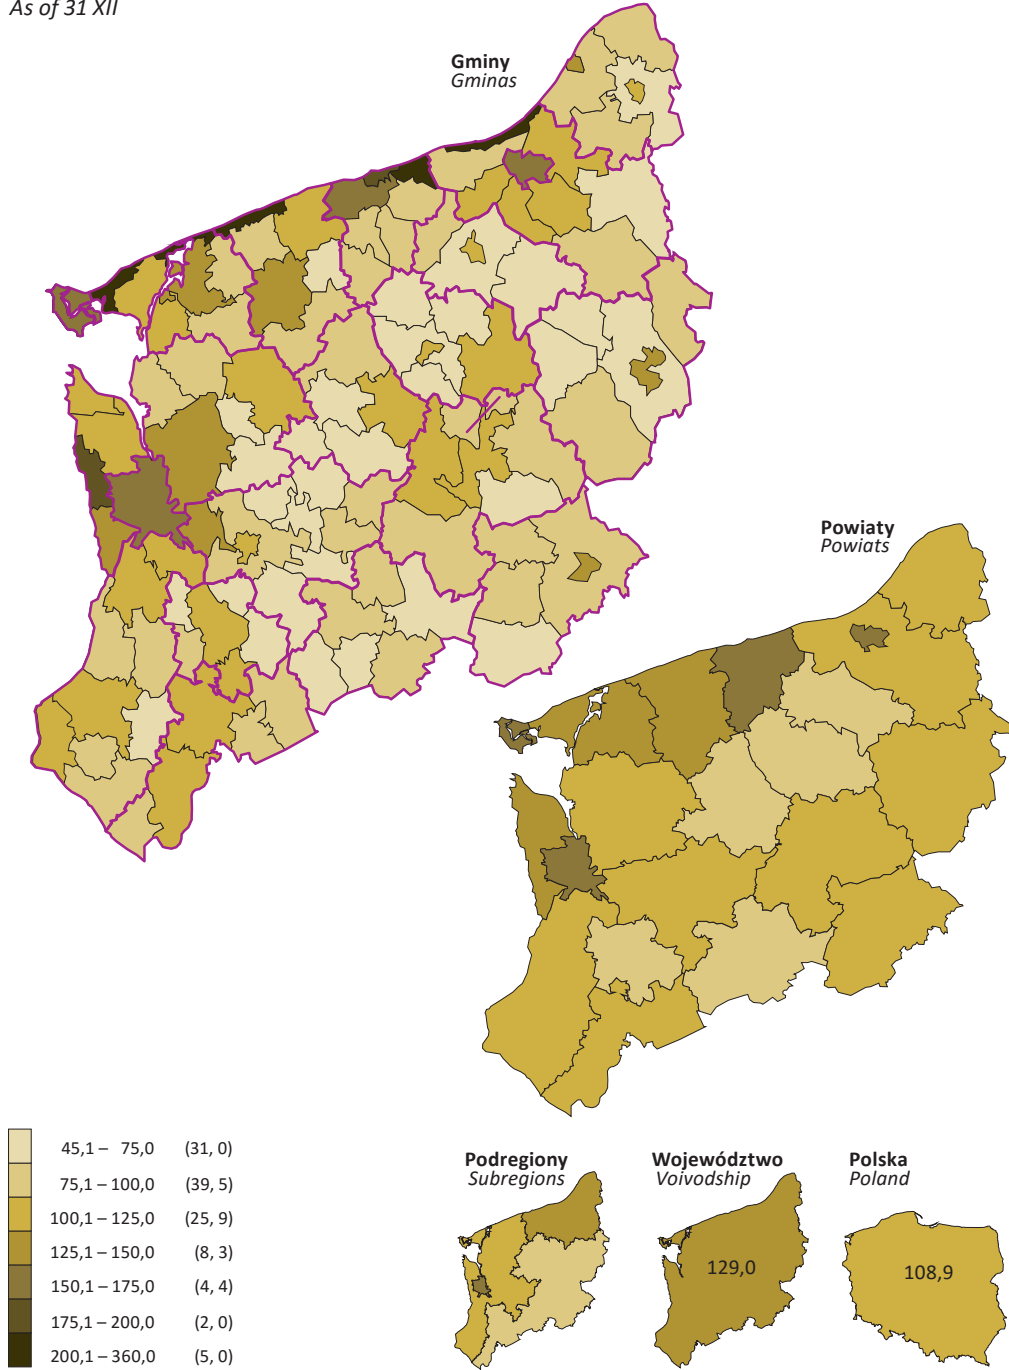 As of 31 XII
Gminy
Gminas
Powiaty
Powiats
45,1 – 75,0 (31, 0)
75,1 – 100,0 (39, 5)
100,1 – 125,0 (25, 9)
125,1 – 150,0 (8, 3)
150,1 – 175,0 (4, 4)
175,1 – 200,0 (2, 0)
200,1 – 360,0 (5, 0)
Podregiony
Subregions
Województwo
Voivodship
129,0
Polska
Poland
108,9